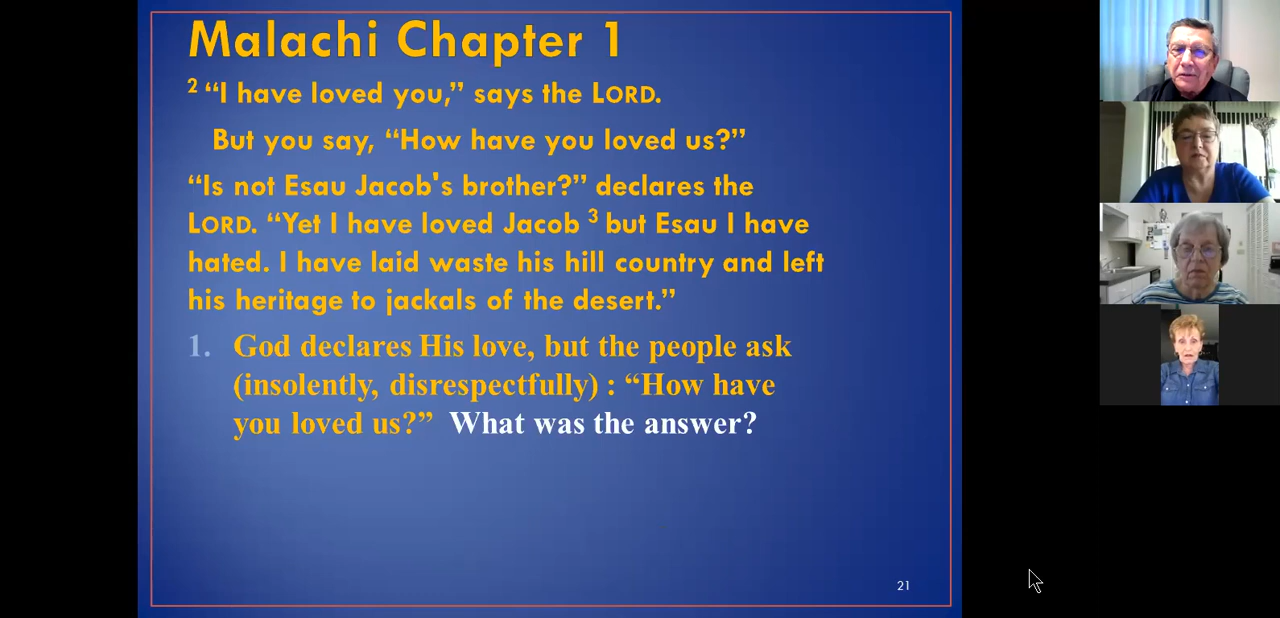 Malachi Chapter 1
2 “I have loved you,” says the LORD.
But you say, “How have you loved us?”
“Is not Esau Jacob's brother?” declares the
LORD. “Yet I have loved Jacob 3 but Esau I have
hated. I have laid waste his hill country and left
his heritage to jackals of the desert.”
1. God declares His love, but the people ask
(insolently, disrespectfully) : “How have
you loved us?” What was the answer?
21